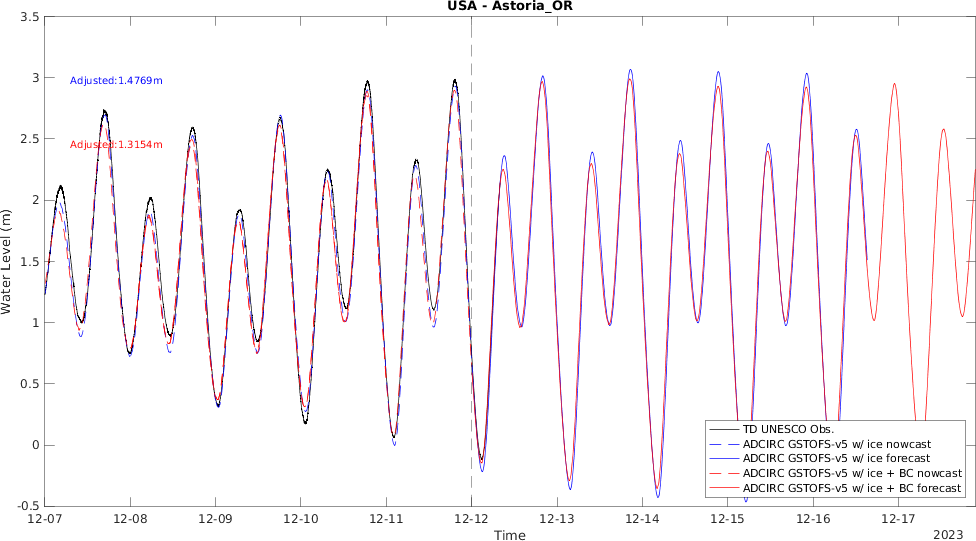 USA - Astoria_OR
3.5
3
2.5
2
1.5
1
0.5
0
-0.5
Water Level (m)
Adjusted:1.4769m
Adjusted:1.3154m
TD UNESCO Obs.
ADCIRC GSTOFS-v5 w/ ice nowcast
ADCIRC GSTOFS-v5 w/ ice forecast
ADCIRC GSTOFS-v5 w/ ice + BC nowcast
ADCIRC GSTOFS-v5 w/ ice + BC forecast
12-07 12-08 12-09 12-10 12-11 12-12 12-13 12-14 12-15 12-16 12-17
Time
2023